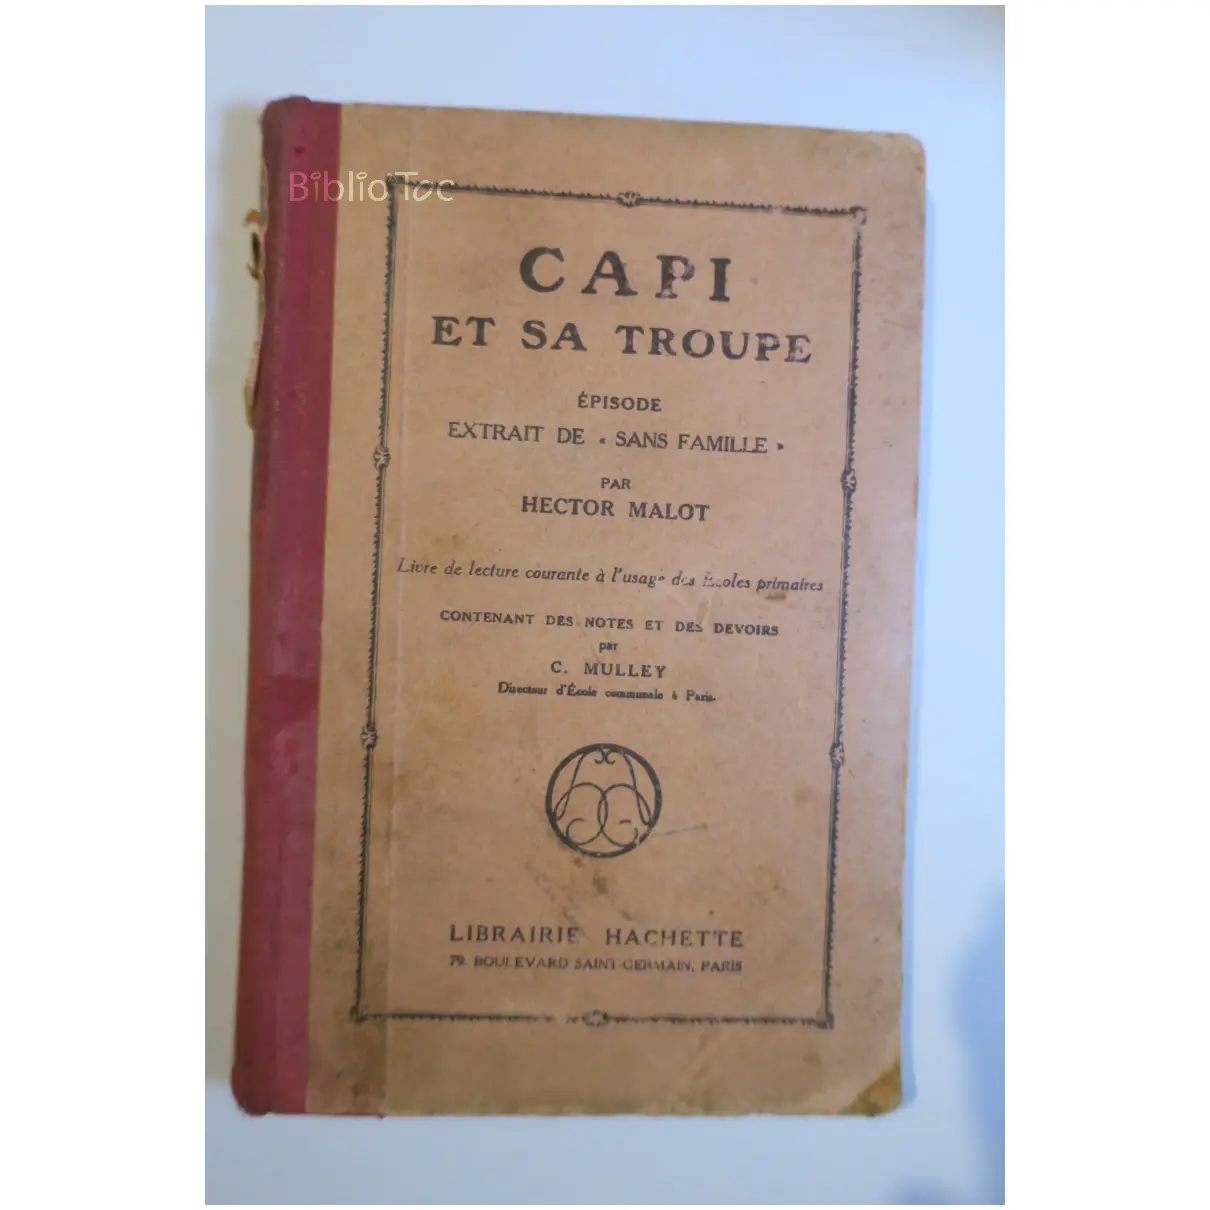 Biblio'Toc
CAPI
ET SA TROUPE
ÉPISODE
EXTRAIT DE « SANS FAMILLE »
PAR
HECTOR MALOT
Livre de lecture courante à l'usage des Écoles primaires
CONTENANT DES NOTES ET DES DEVOIRS
par
C. MULLEY
Directeur d'École communale à Paris.
LIBRAIRIE HACHETTE
79, BOULEVARD SAINT-GERMAIN, PARIS